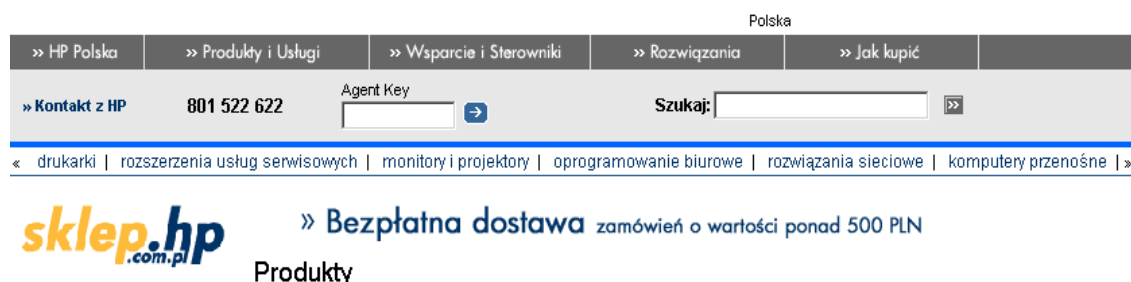 Polska
» HP Polska » Produkty i Usługi » Wsparcie i Sterowniki » Rozwiązania » Jak kupić
Agent Key
» Kontakt z HP 801 522 622 Szukaj: »
« drukarki | rozszerzenia usług serwisowych | monitory i projektory | oprogramowanie biurowe | rozwiązania sieciowe | komputery przenośne | »
sklep.hp .com.pl » Bezpłatna dostawa zamówień o wartości ponad 500 PLN
Produkty